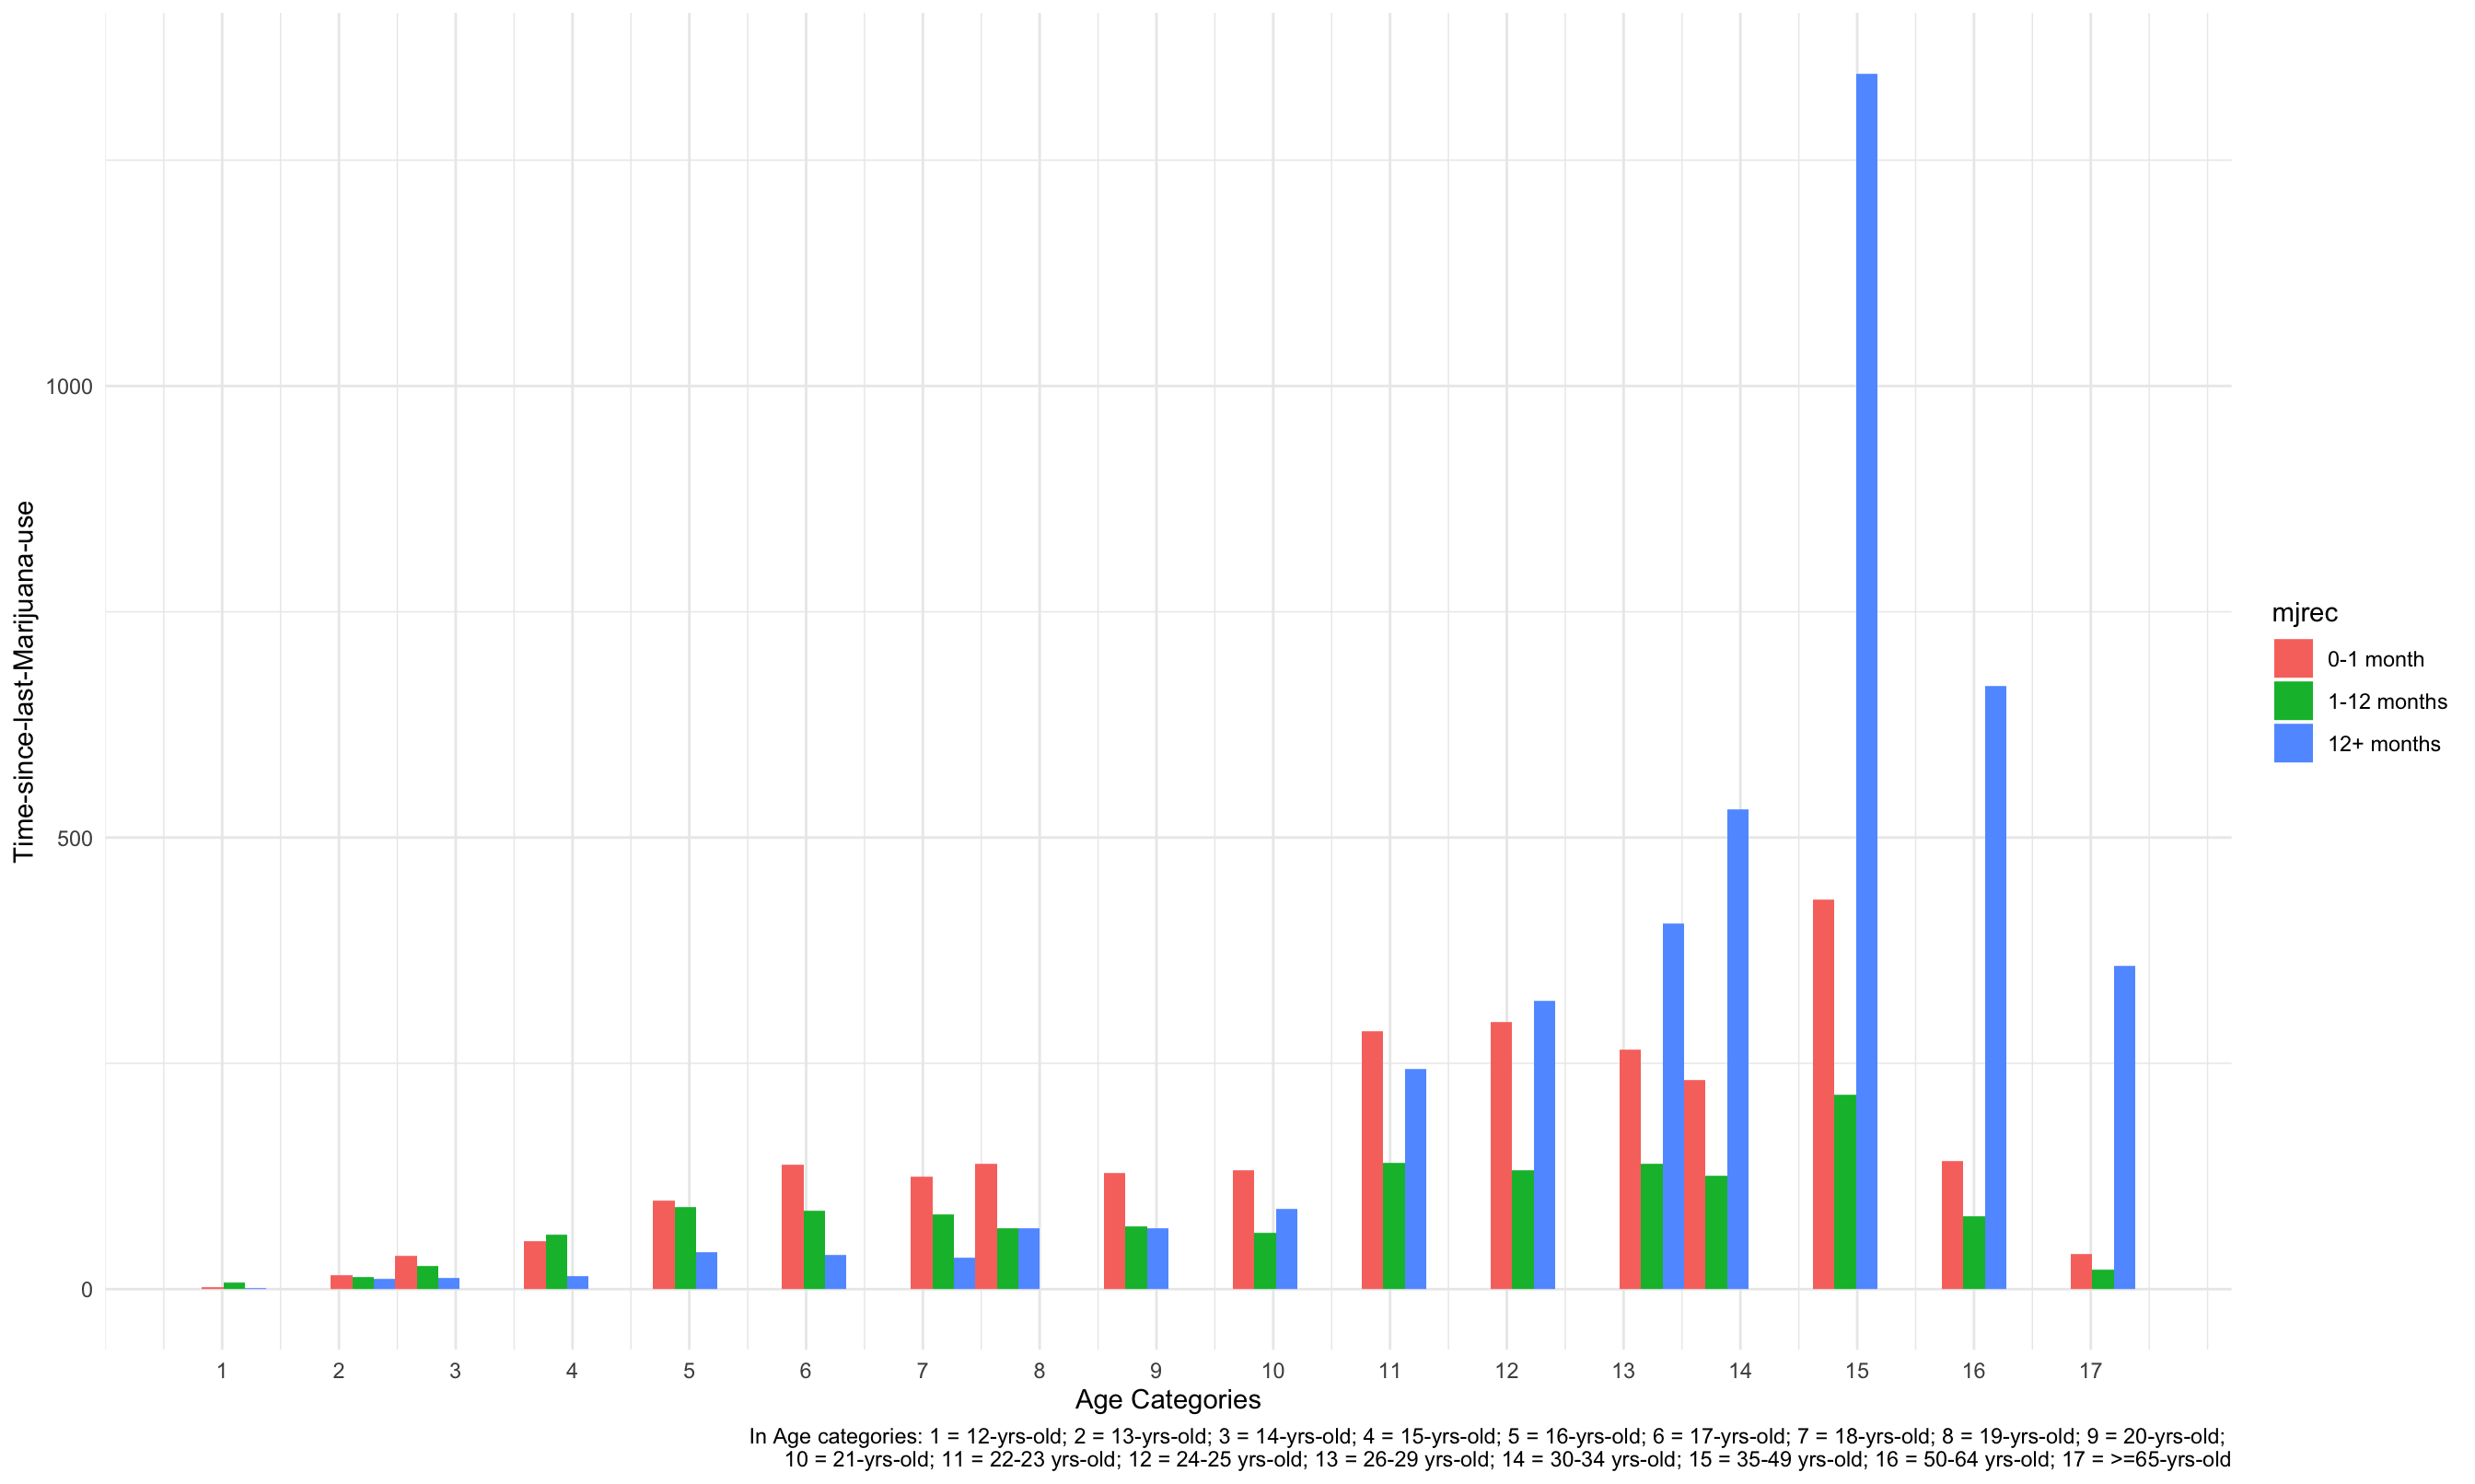 Time-since-last-Marijuana-use
1000
500
0
1 2 3 4 5 6 7 8 9 10 11 12 13 14 15 16 17
Age Categories
mjrec
0-1 month
1-12 months
12+ months
In Age categories: 1 = 12-yrs-old; 2 = 13-yrs-old; 3 = 14-yrs-old; 4 = 15-yrs-old; 5 = 16-yrs-old; 6 = 17-yrs-old; 7 = 18-yrs-old; 8 = 19-yrs-old; 9 = 20-yrs-old;
10 = 21-yrs-old; 11 = 22-23 yrs-old; 12 = 24-25 yrs-old; 13 = 26-29 yrs-old; 14 = 30-34 yrs-old; 15 = 35-49 yrs-old; 16 = 50-64 yrs-old; 17 = >=65-yrs-old